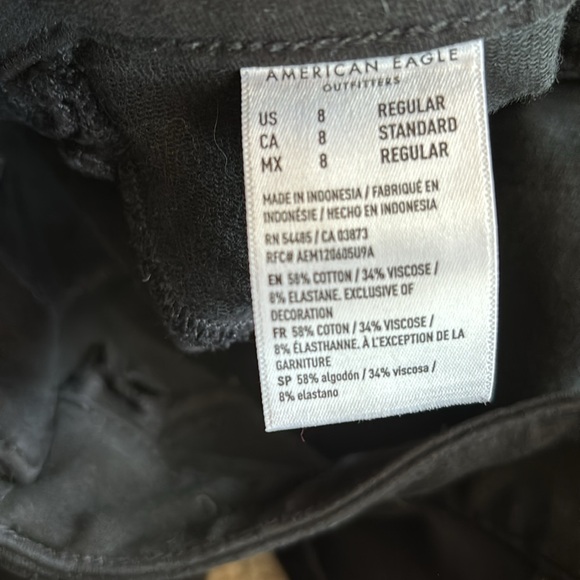 AMERICAN EAGLE
OUTFITTERS
US 8 REGULAR
CA 8 STANDARD
MX 8 REGULAR
MADE IN INDONESIA / FABRIQUÉ EN
INDONÉSIE / HECHO EN INDONESIA
RN 54485 / CA 03873
RFC# AEM120605U9A
EN 58% COTTON / 34% VISCOSE /
8% ELASTANE. EXCLUSIVE OF
DECORATION
FR 58% COTON / 34% VISCOSE /
8% ÉLASTHANNE. À L'EXCEPTION DE LA
GARNITURE
SP 58% algodón / 34% viscosa /
8% elastano